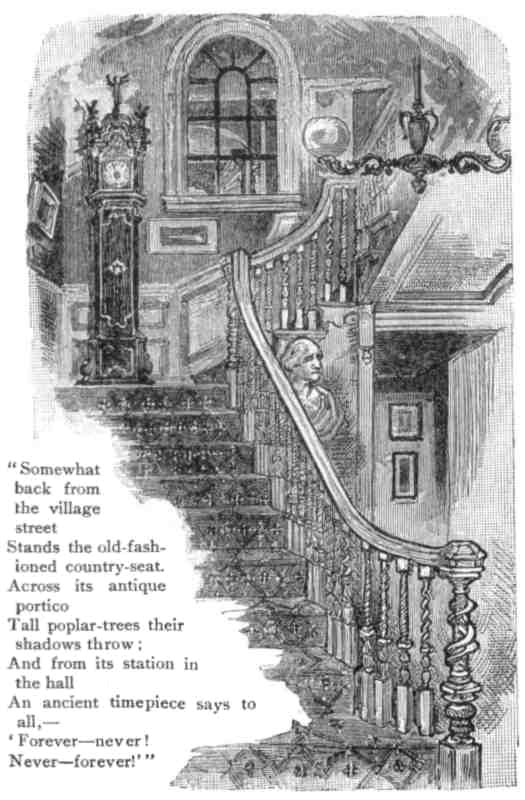 "Somewhat
back from
the village
street
Stands the old-fash-
ioned country-seat.
Across its antique
portico
Tall poplar-trees their
shadows throw;
And from its station in
the hall
An ancient timepiece says to
all,—
'Forever—never!
Never—forever!'"